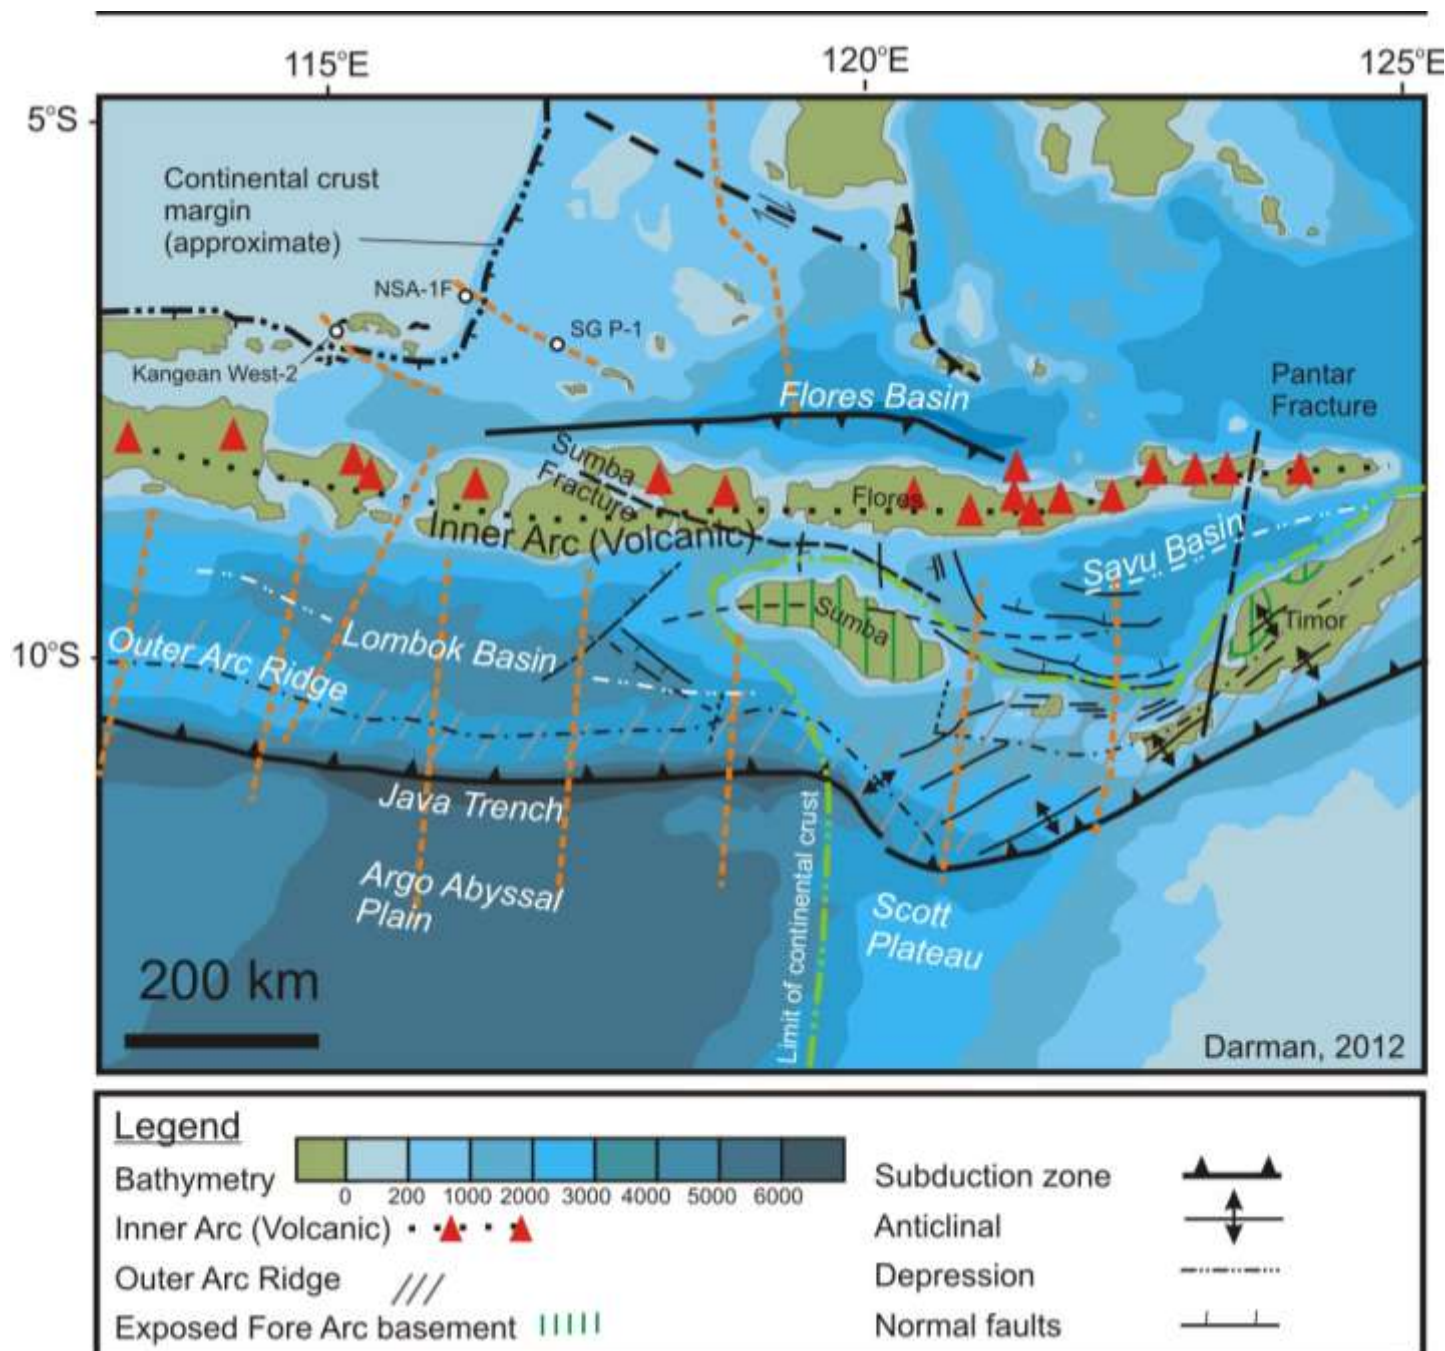 115°E
120°E
125°E
5°S
Continental crust
margin
(approximate)
NSA-1F
SG P-1
Kangean West-2
Flores Basin
Pantar
Fracture
Sumba
Fracture
Flores
Inner Arc (Volcanic)
Savu Basin
Sumba
Timor
10°S
Outer Arc Ridge
Lombok Basin
Java Trench
Argo Abyssal
Plain
Limit of continental crust
Scott
Plateau
200 km
Darman, 2012
Legend
Bathymetry
0 200 1000 2000 3000 4000 5000 6000
Inner Arc (Volcanic)
Outer Arc Ridge
Exposed Fore Arc basement
Subduction zone
Anticlinal
Depression
Normal faults